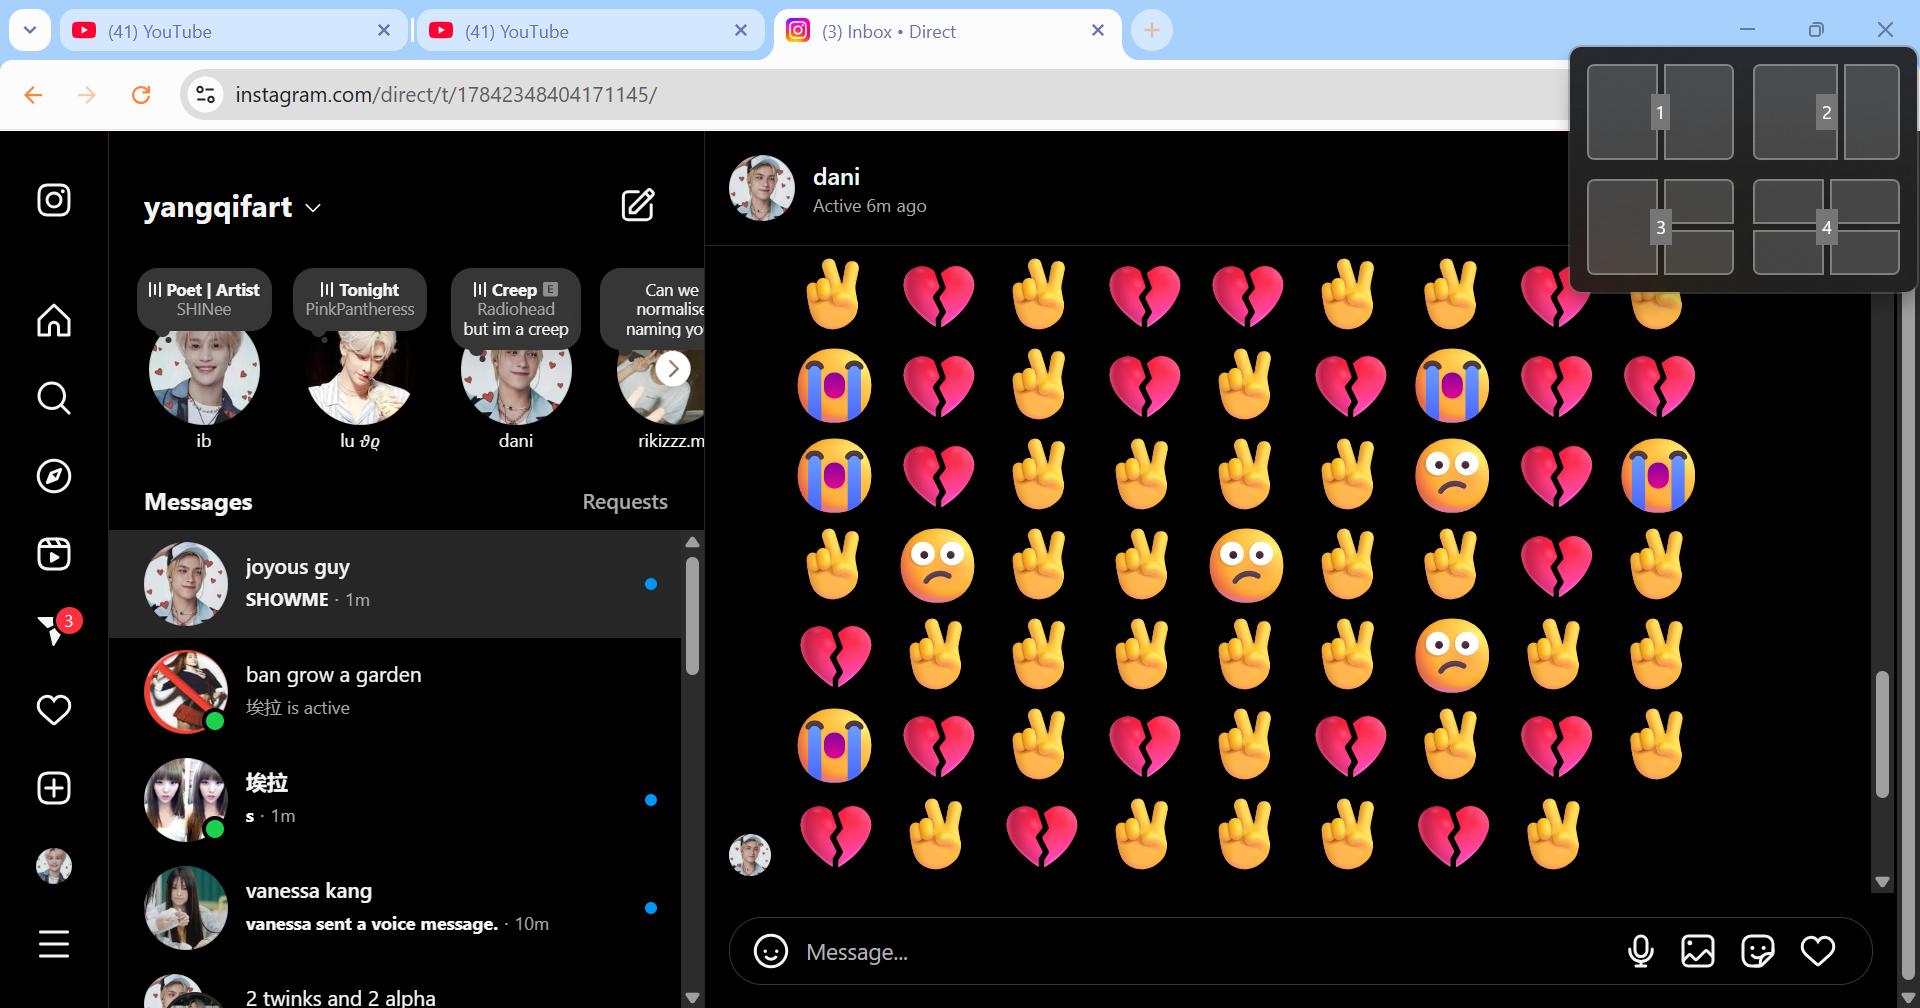 (41) YouTube
(41) YouTube
(3) Inbox • Direct
instagram.com/direct/t/17842348404171145/
1
2
3
4
yangqifart
Poet | Artist
SHINee
Tonight
PinkPantheress
Creep E
Radiohead
but im a creep
Can we
normalise
naming yo
ib
lu 𝜗𝜚
dani
rikizzz.m
Messages
Requests
joyous guy
SHOWME · 1m
ban grow a garden
埃拉 is active
埃拉
s · 1m
vanessa kang
vanessa sent a voice message. · 10m
2 twinks and 2 alpha
3
dani
Active 6m ago
Message...